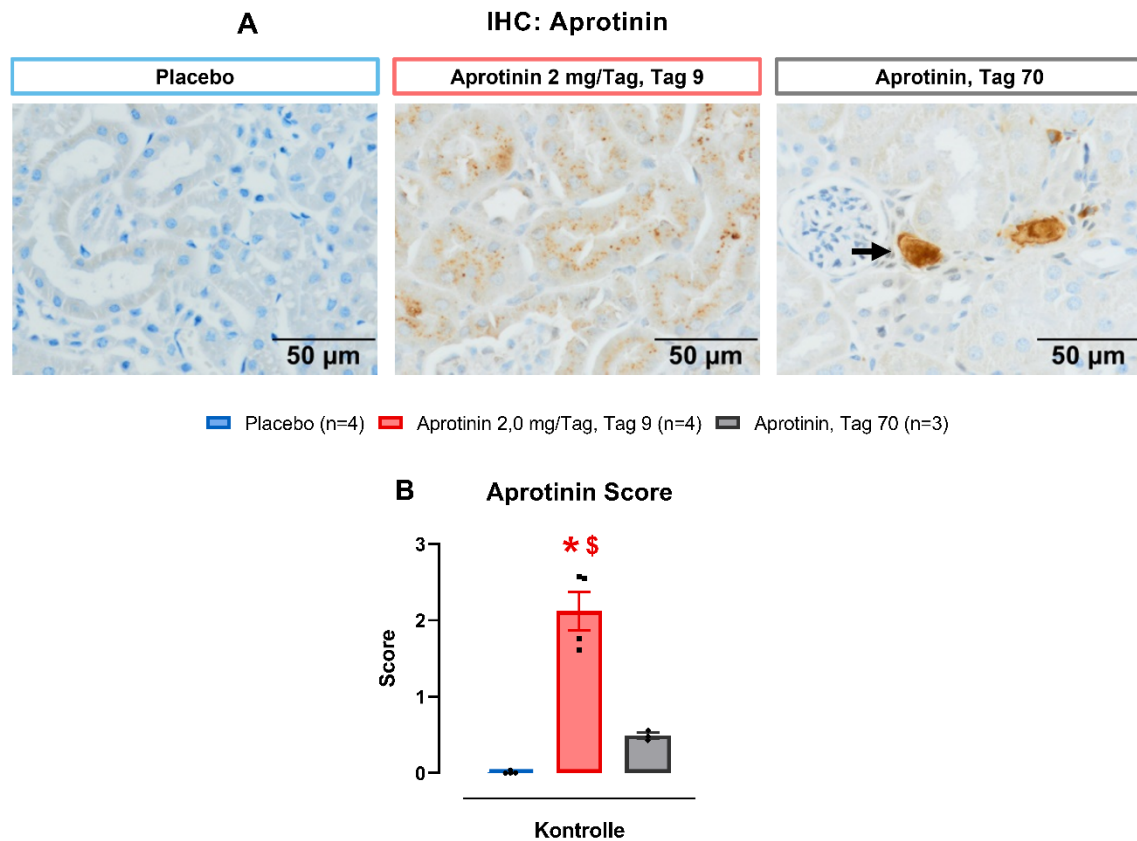 A
IHC: Aprotinin
Placebo
Aprotinin 2 mg/Tag, Tag 9
Aprotinin, Tag 70
50 µm
50 µm
50 µm
Placebo (n=4) Aprotinin 2,0 mg/Tag, Tag 9 (n=4) Aprotinin, Tag 70 (n=3)
B
Aprotinin Score
* $
3
2
1
0
Score
Kontrolle